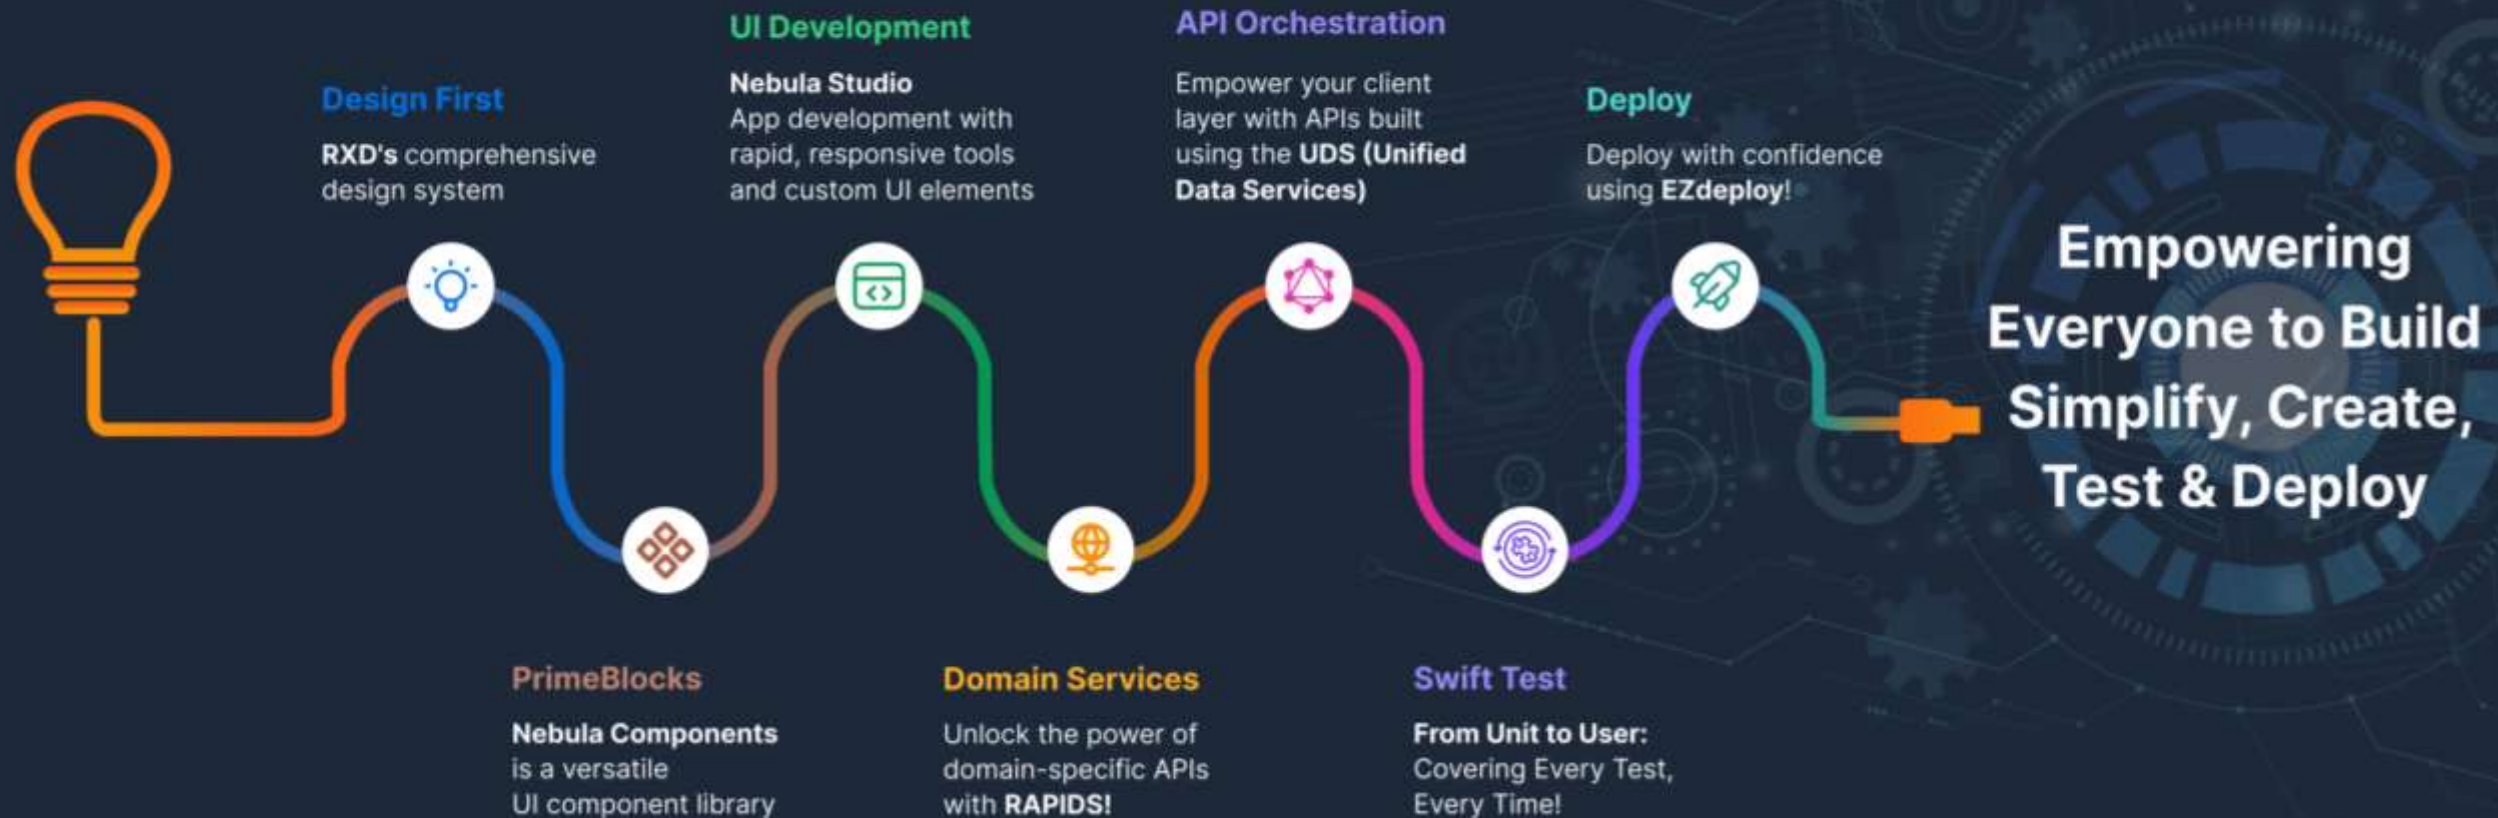 Design First
RXD's comprehensive
design system
PrimeBlocks
Nebula Components
is a versatile
UI component library
UI Development
Nebula Studio
App development with
rapid, responsive tools
and custom UI elements
Domain Services
Unlock the power of
domain-specific APIs
with RAPIDS!
API Orchestration
Empower your client
layer with APIs built
using the UDS (Unified
Data Services)
Swift Test
From Unit to User:
Covering Every Test,
Every Time!
Deploy
Deploy with confidence
using EZdeploy!
Empowering
Everyone to Build
Simplify, Create,
Test & Deploy